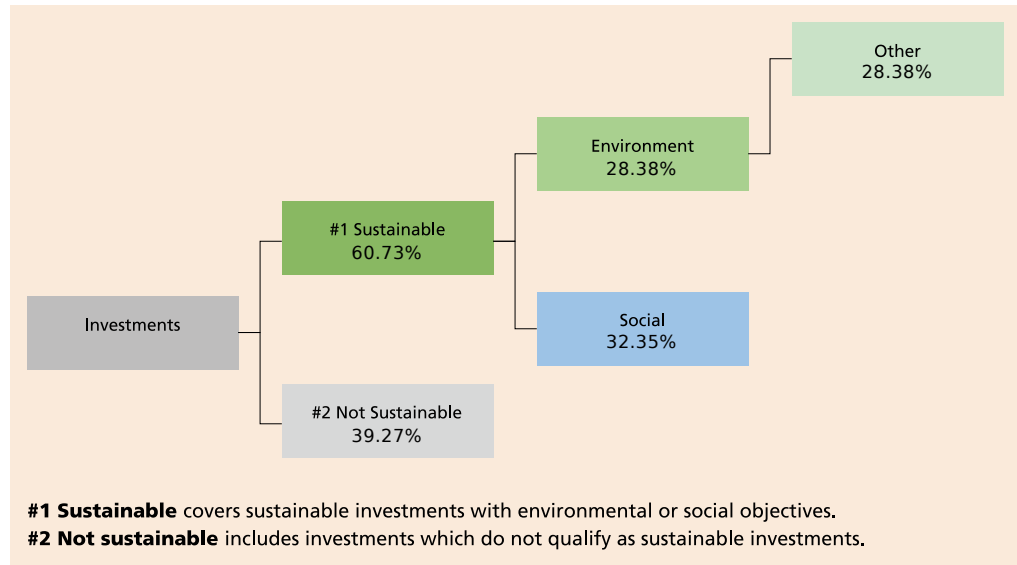 Other
28.38%
Environment
28.38%
#1 Sustainable
60.73%
Investments
Social
32.35%
#2 Not Sustainable
39.27%
#1 Sustainable covers sustainable investments with environmental or social objectives.
#2 Not sustainable includes investments which do not qualify as sustainable investments.